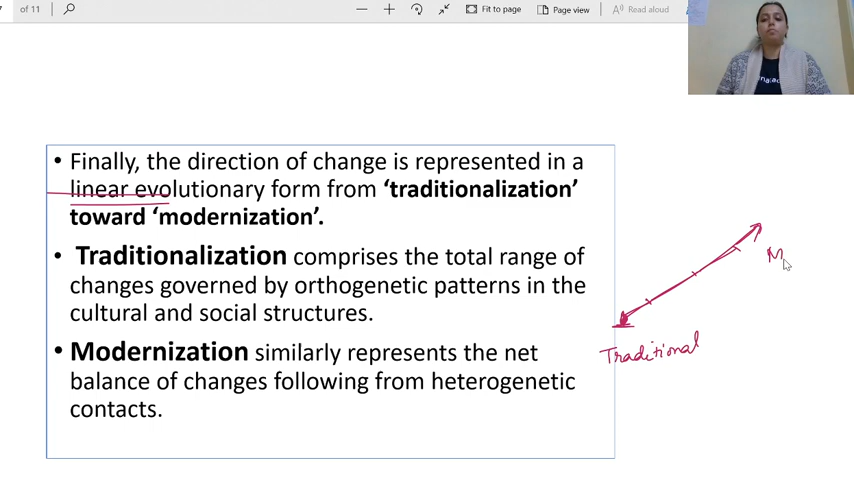 of 11
Fit to page
Page view
Read aloud
• Finally, the direction of change is represented in a
linear evolutionary form from ‘traditionalization’
toward ‘modernization’.
• Traditionalization comprises the total range of
changes governed by orthogenetic patterns in the
cultural and social structures.
• Modernization similarly represents the net
balance of changes following from heterogenetic
contacts.
M
Traditional